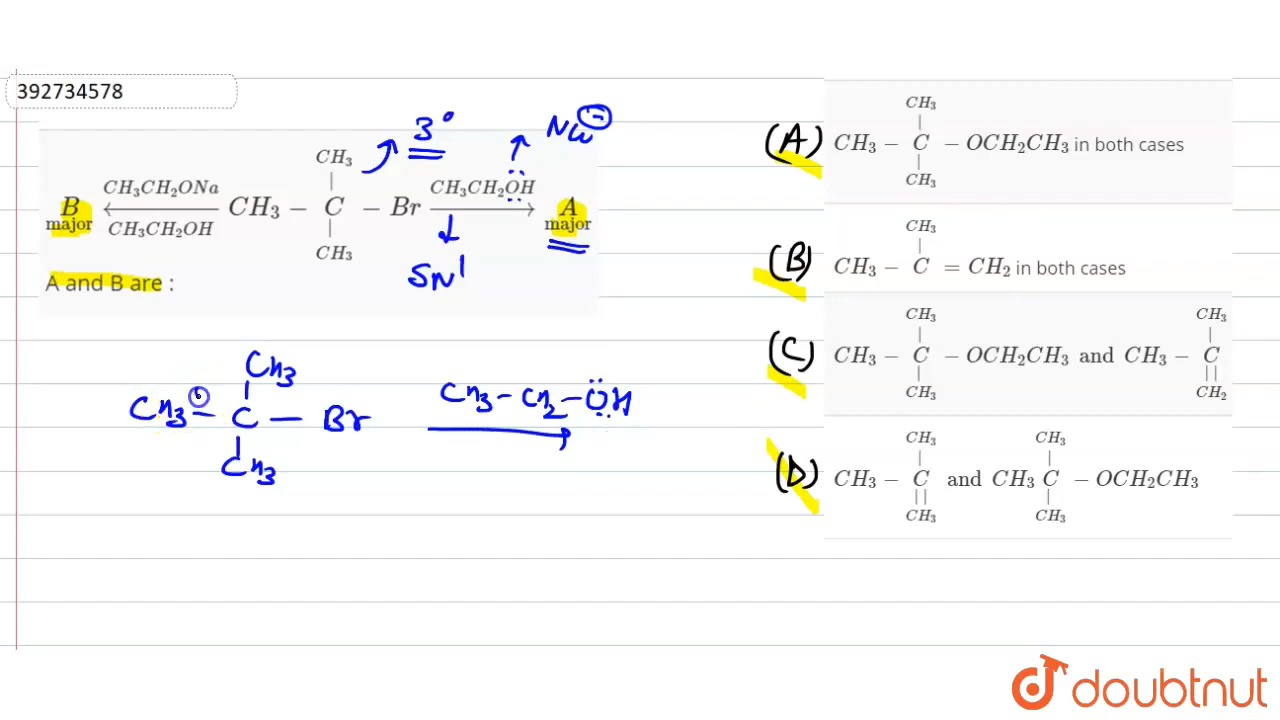 392734578
3°
Nu⊖
CH3
CH3CH2ONa
CH3CH2OH
B ← CH3 − C − Br → A
major
CH3CH2OH
major
CH3
SN1
A and B are :
CH3
CH3 − C − Br
CH3
CH3 − CH2 − OH
(A)
CH3
CH3 − C − OCH2CH3 in both cases
CH3
(B)
CH3
CH3 − C = CH2 in both cases
(C)
CH3 CH3
CH3 − C − OCH2CH3 and CH3 − C
CH3 CH2
(D)
CH3 CH3
CH3 − C and CH3 C − OCH2CH3
CH3 CH3
doubtnut